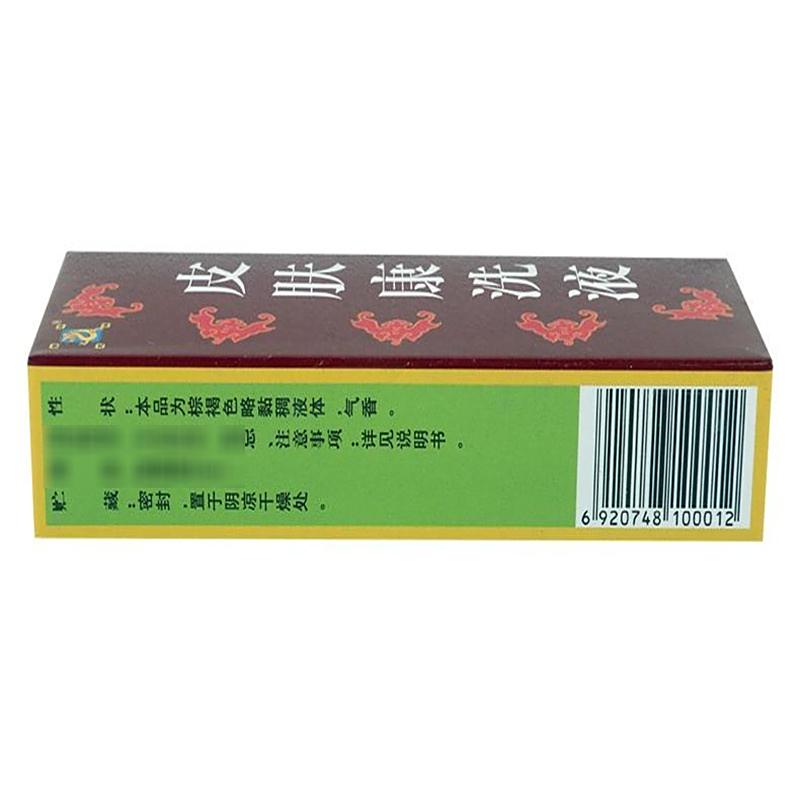 皮肤康洗液
性 状：本品为棕褐色略黏稠液体，气香。
忌、注意事项：详见说明书。
贮 藏：密封，置于阴凉干燥处。
6 920748 100012